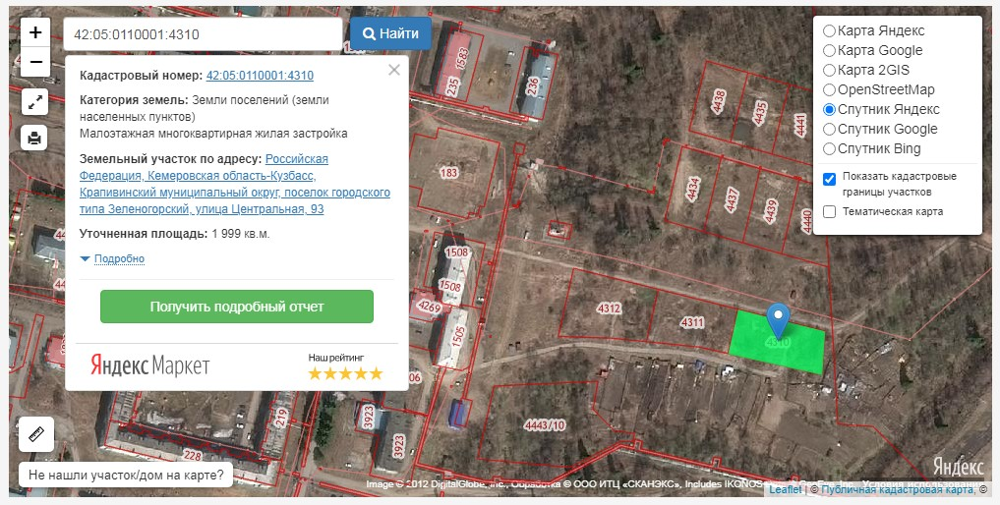 +
−
42:05:0110001:4310
Найти
Кадастровый номер: 42:05:0110001:4310
Категория земель: Земли поселений (земли
населенных пунктов)
Малоэтажная многоквартирная жилая застройка
Земельный участок по адресу: Российская
Федерация, Кемеровская область-Кузбасс,
Крапивинский муниципальный округ, поселок городского
типа Зеленогорский, улица Центральная, 93
Уточненная площадь: 1 999 кв.м.
Подробно
Получить подробный отчет
Яндекс Маркет
Наш рейтинг
Карта Яндекс
Карта Google
Карта 2GIS
OpenStreetMap
Спутник Яндекс
Спутник Google
Спутник Bing
Показать кадастровые
границы участков
Тематическая карта
235
1583
236
183
4438
4435
4441
4434
4437
4439
4440
1508
1508
4269
1505
4312
4311
4310
06
3923
3923
219
228
4443/10
Не нашли участок/дом на карте?
Яндекс
Image © 2012 DigitalGlobe, Inc., Обработка © ООО ИТЦ «СКАНЭКС», Includes IKONOS
Условия использования
Leaflet | © Публичная кадастровая карта, ©